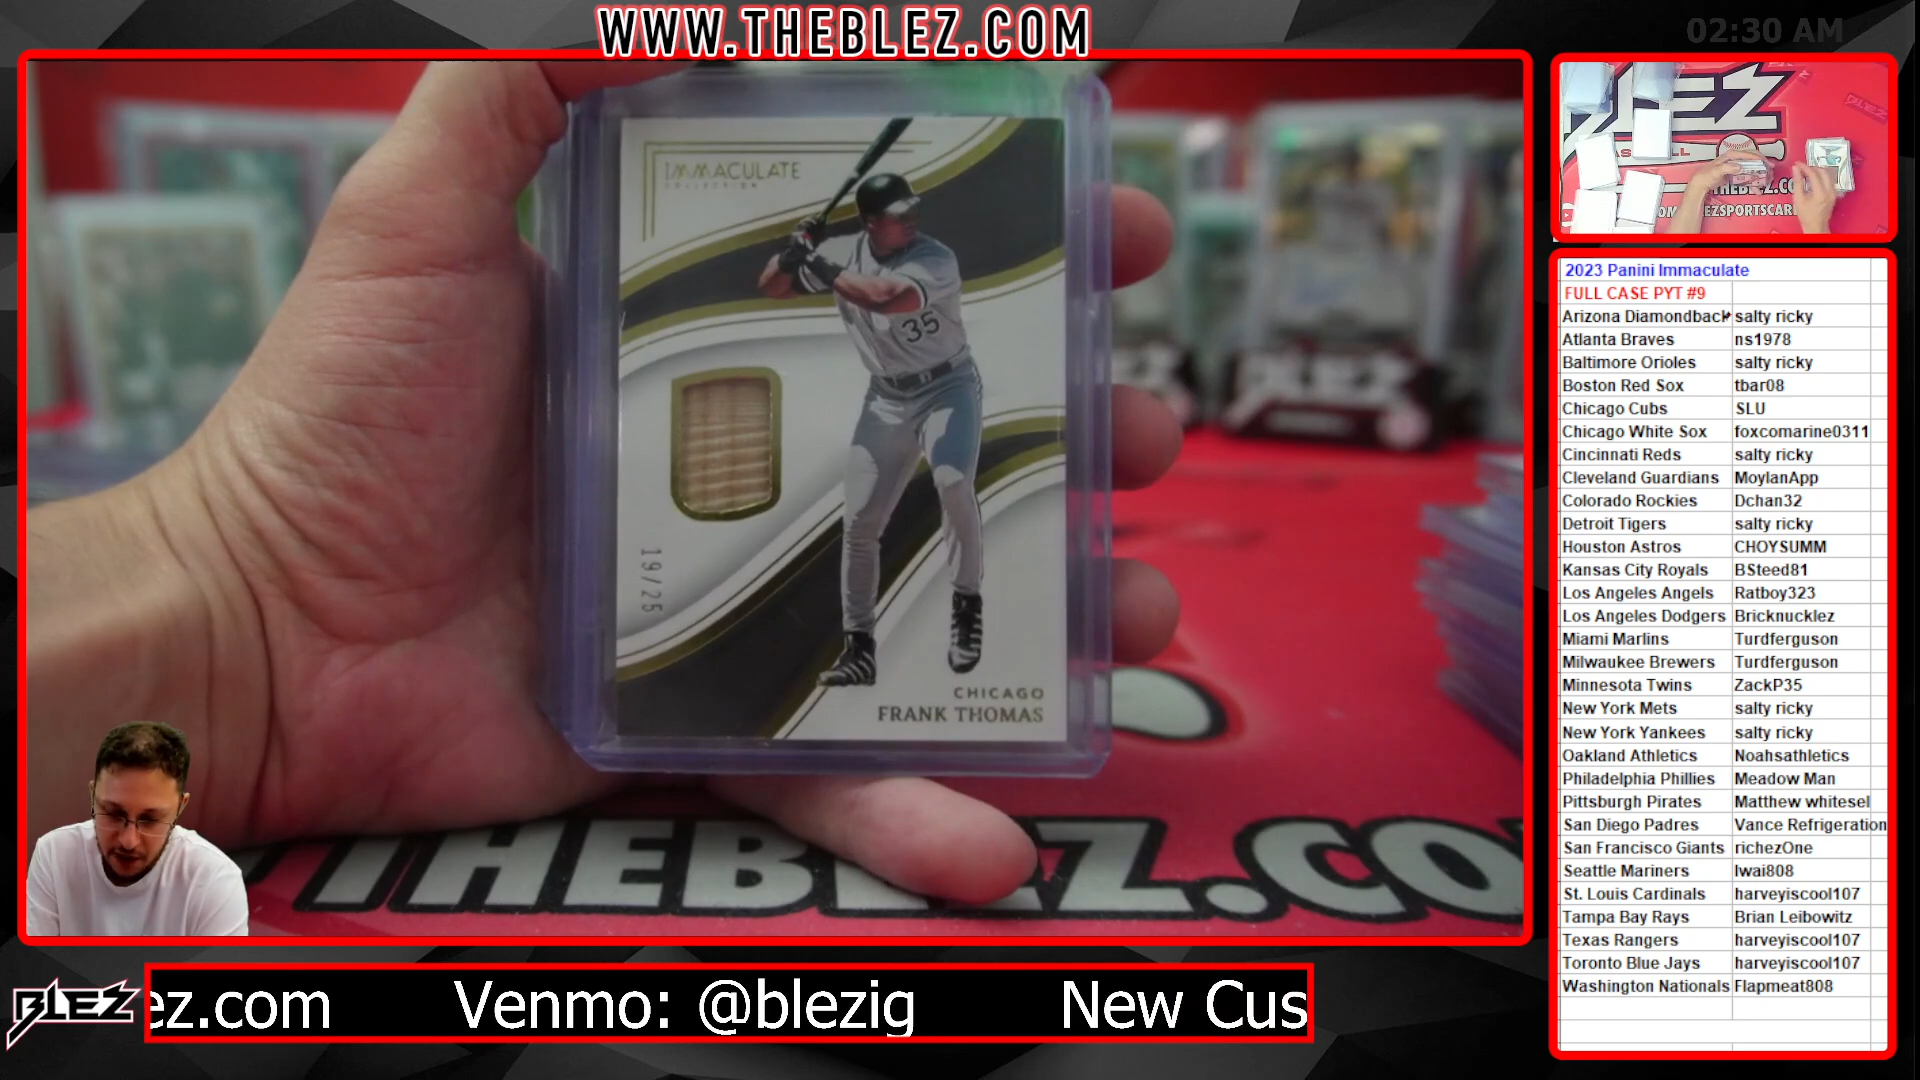 WWW.THEBLEZ.COM
02:30 AM
IMMACULATE
COLLECTION
35
19/25
CHICAGO
FRANK THOMAS
BLEZ
THEBLEZ.CO
BLEZ
2023 Panini Immaculate
FULL CASE PYT #9
Arizona Diamondback salty ricky
Atlanta Braves ns1978
Baltimore Orioles salty ricky
Boston Red Sox tbar08
Chicago Cubs SLU
Chicago White Sox foxcomarine0311
Cincinnati Reds salty ricky
Cleveland Guardians MoylanApp
Colorado Rockies Dchan32
Detroit Tigers salty ricky
Houston Astros CHOYSUMM
Kansas City Royals BSteed81
Los Angeles Angels Ratboy323
Los Angeles Dodgers Bricknucklez
Miami Marlins Turdferguson
Milwaukee Brewers Turdferguson
Minnesota Twins ZackP35
New York Mets salty ricky
New York Yankees salty ricky
Oakland Athletics Noahsathletics
Philadelphia Phillies Meadow Man
Pittsburgh Pirates Matthew whitesel
San Diego Padres Vance Refrigeration
San Francisco Giants richezOne
Seattle Mariners lwai808
St. Louis Cardinals harveyiscool107
Tampa Bay Rays Brian Leibowitz
Texas Rangers harveyiscool107
Toronto Blue Jays harveyiscool107
Washington Nationals Flapmeat808
BLEZ
ez.com Venmo: @blezig New Cus